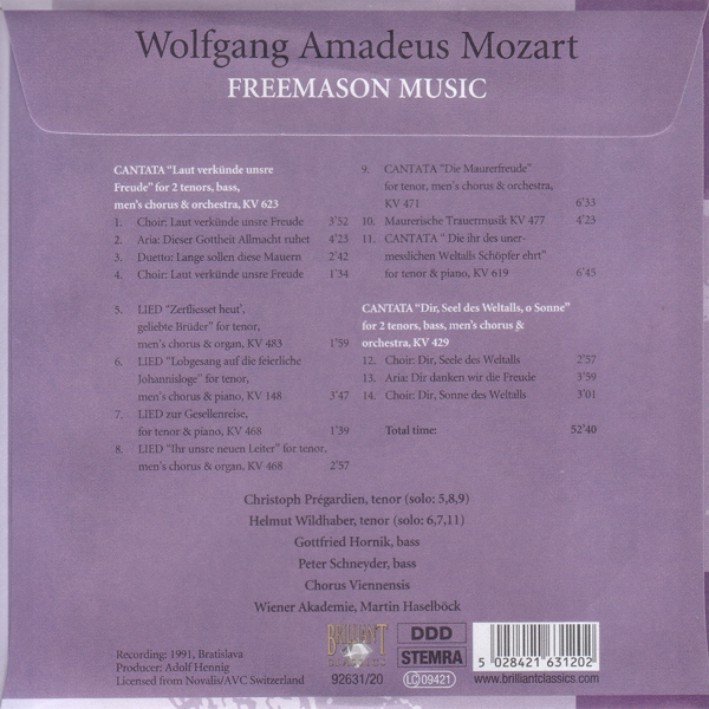 Wolfgang Amadeus Mozart
FREEMASON MUSIC
CANTATA "Laut verkünde unsre
Freude" for 2 tenors, bass,
men's chorus & orchestra, KV 623
1. Choir: Laut verkünde unsre Freude 3'52
2. Aria: Dieser Gottheit Allmacht ruhet 4'23
3. Duetto: Lange sollen diese Mauern 2'42
4. Choir: Laut verkünde unsre Freude 1'34
5. LIED "Zerfliesset heut',
geliebte Brüder" for tenor,
men's chorus & organ, KV 483 1'59
6. LIED "Lobgesang auf die feierliche
Johannisloge" for tenor,
men's chorus & piano, KV 148 3'47
7. LIED zur Gesellenreise,
for tenor & piano, KV 468 1'39
8. LIED "Ihr unsre neuen Leiter" for tenor,
men's chorus & organ, KV 468 2'57
9. CANTATA "Die Maurerfreude"
for tenor, men's chorus & orchestra,
KV 471 6'33
10. Maurerische Trauermusik KV 477 4'23
11. CANTATA " Die ihr des uner-
messlichen Weltalls Schöpfer ehrt"
for tenor & piano, KV 619 6'45
CANTATA "Dir, Seel des Weltalls, o Sonne"
for 2 tenors, bass, men's chorus &
orchestra, KV 429
12. Choir: Dir, Seele des Weltalls 2'57
13. Aria: Dir danken wir die Freude 3'59
14. Choir: Dir, Sonne des Weltalls 3'01
Total time: 52'40
Christoph Prégardien, tenor (solo: 5,8,9)
Helmut Wildhaber, tenor (solo: 6,7,11)
Gottfried Hornik, bass
Peter Schneyder, bass
Chorus Viennensis
Wiener Akademie, Martin Haselböck
Recording: 1991, Bratislava
Producer: Adolf Hennig
Licensed from Novalis/AVC Switzerland
BRILLIANT
CLASSICS
92631/20
DDD
STEMRA
LC 09421
5 028421 631202
www.brilliantclassics.com